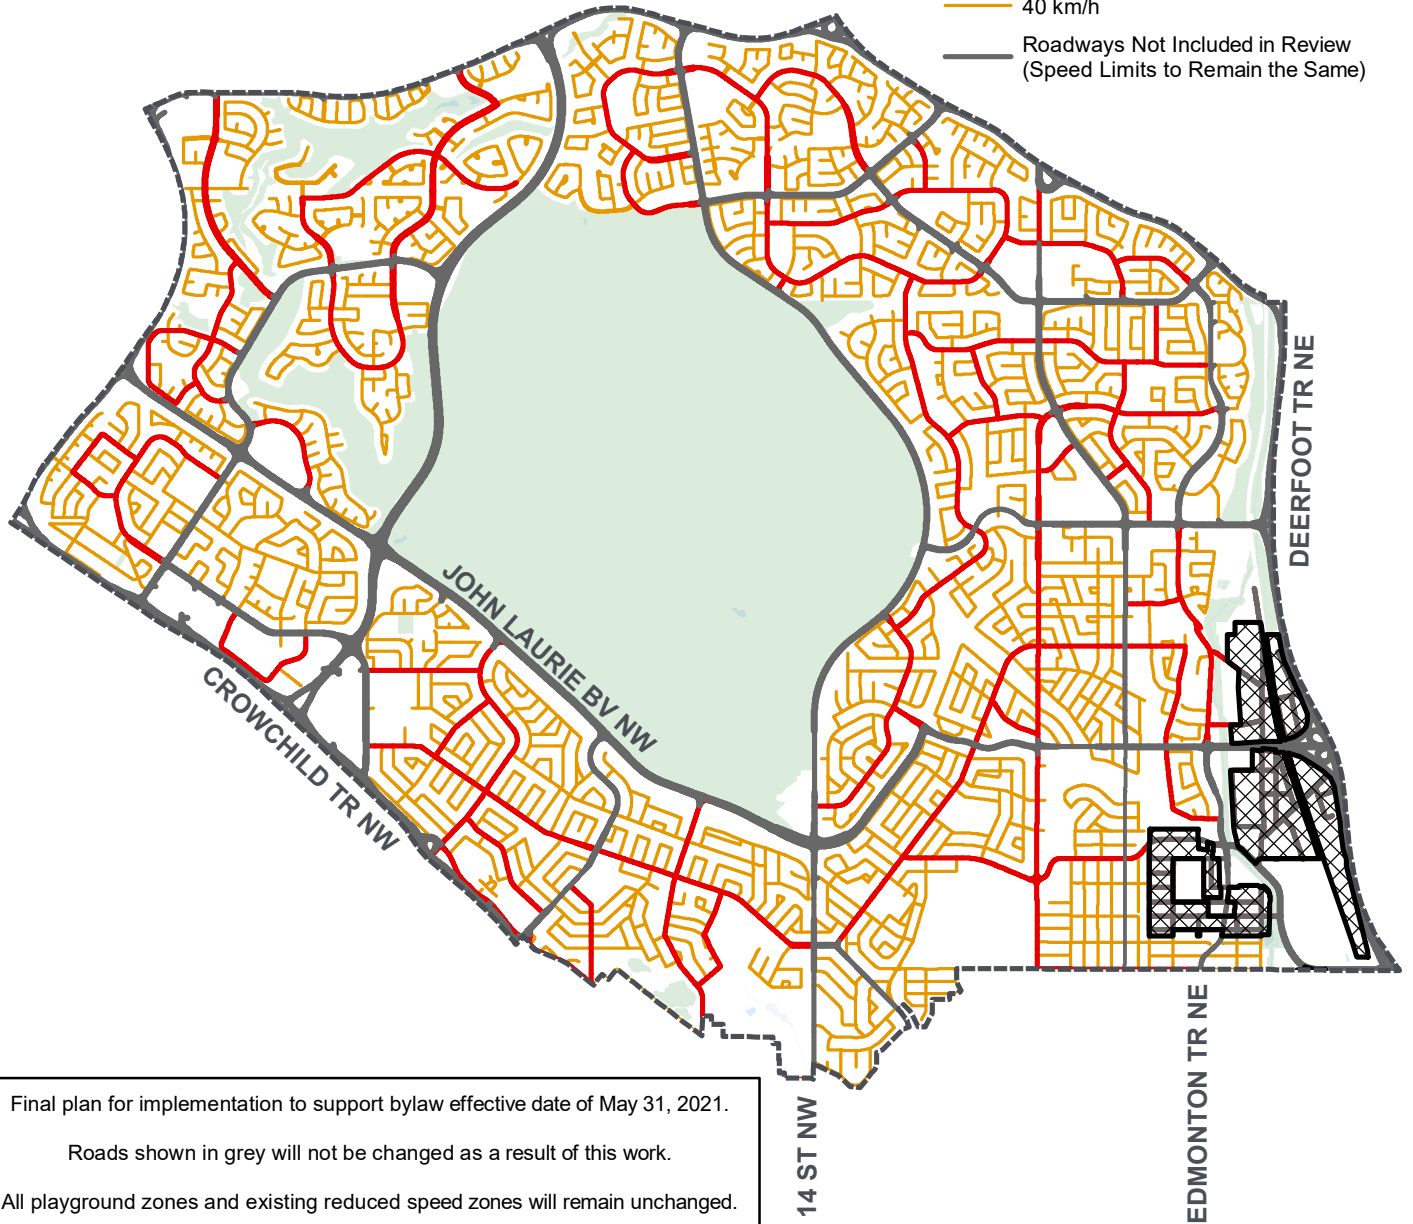 40 km/h
Roadways Not Included in Review
(Speed Limits to Remain the Same)
DEERFOOT TR NE
JOHN LAURIE BV NW
CROWCHILD TR NW
14 ST NW
EDMONTON TR NE
Final plan for implementation to support bylaw effective date of May 31, 2021.
Roads shown in grey will not be changed as a result of this work.
All playground zones and existing reduced speed zones will remain unchanged.